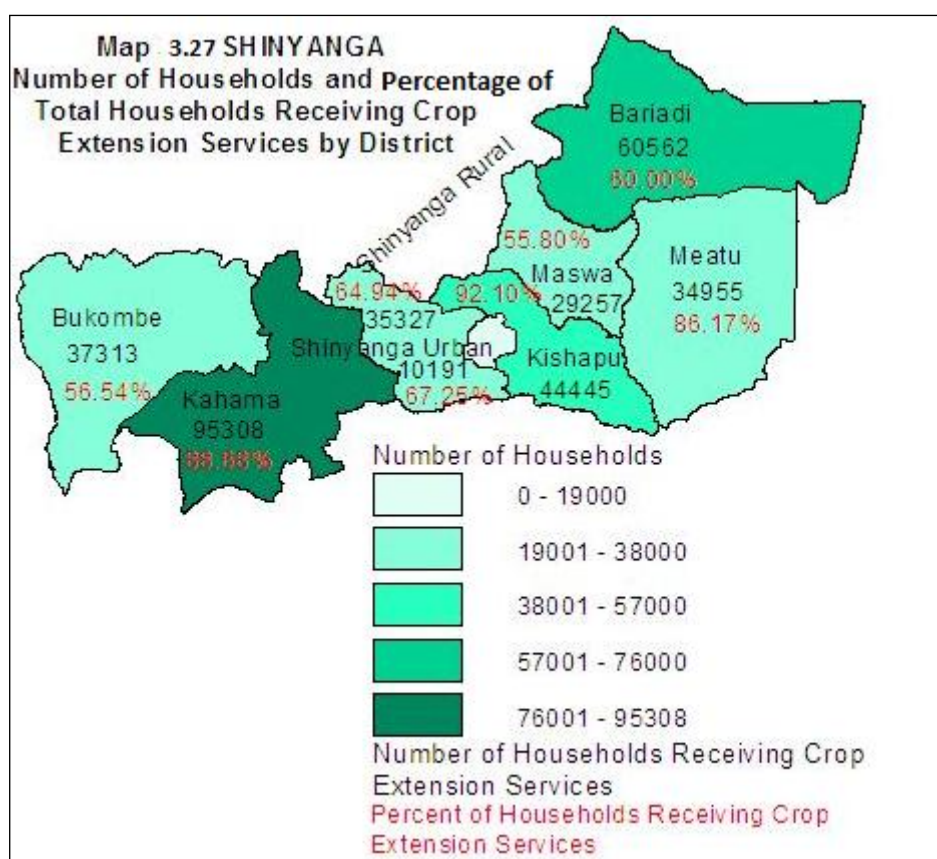 Map 3.27 SHINYANGA
Number of Households and Percentage of
Total Households Receiving Crop
Extension Services by District
Bariadi
60562
60.00%
Shinyanga Rural
64.94%
35327
55.80%
Maswa
29257
Meatu
34955
86.17%
92.10%
Kishapu
44445
Shinyanga Urban
10191
67.25%
Bukombe
37313
56.54%
Kahama
95308
Number of Households
0 - 19000
19001 - 38000
38001 - 57000
57001 - 76000
76001 - 95308
Number of Households Receiving Crop
Extension Services
Percent of Households Receiving Crop
Extension Services